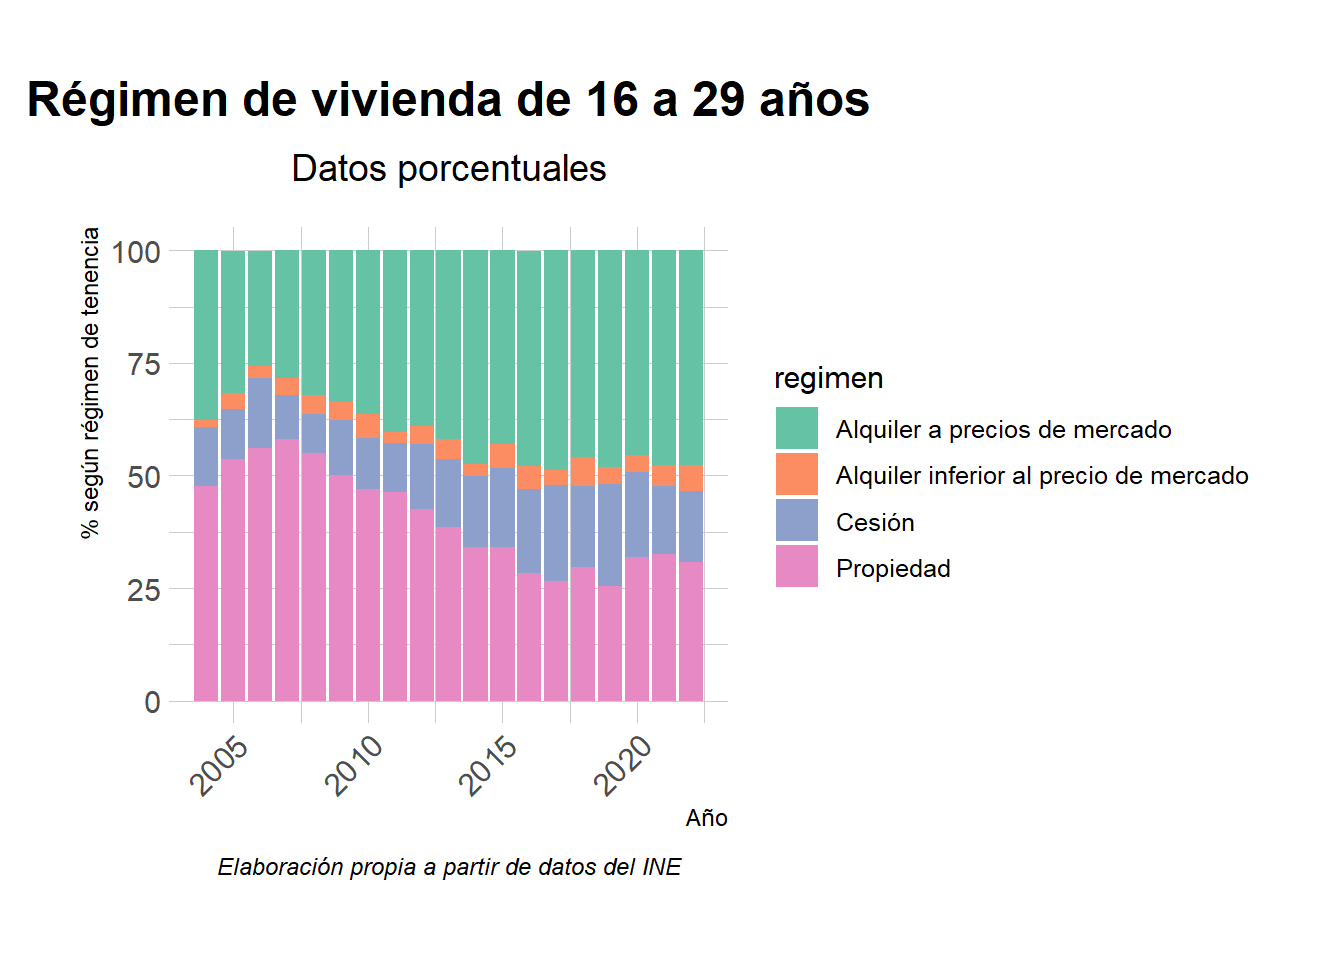 Régimen de vivienda de 16 a 29 años
Datos porcentuales
% según régimen de tenencia
100
75
50
25
0
2005
2010
2015
2020
Año
regimen
Alquiler a precios de mercado
Alquiler inferior al precio de mercado
Cesión
Propiedad
Elaboración propia a partir de datos del INE